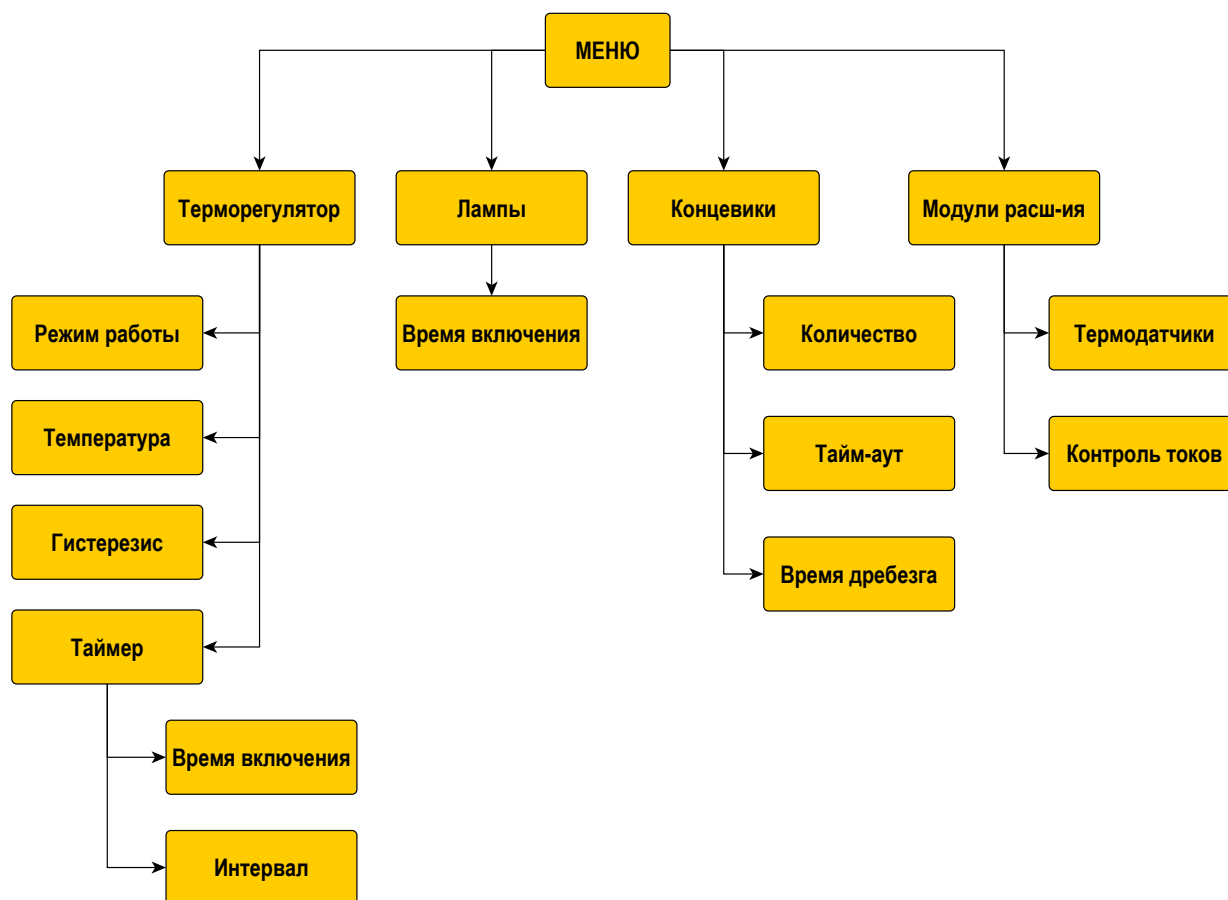 МЕНЮ
Терморегулятор
Лампы
Концевики
Модули расш-ия
Режим работы
Время включения
Количество
Термодатчики
Температура
Тайм-аут
Контроль токов
Гистерезис
Время дребезга
Таймер
Время включения
Интервал